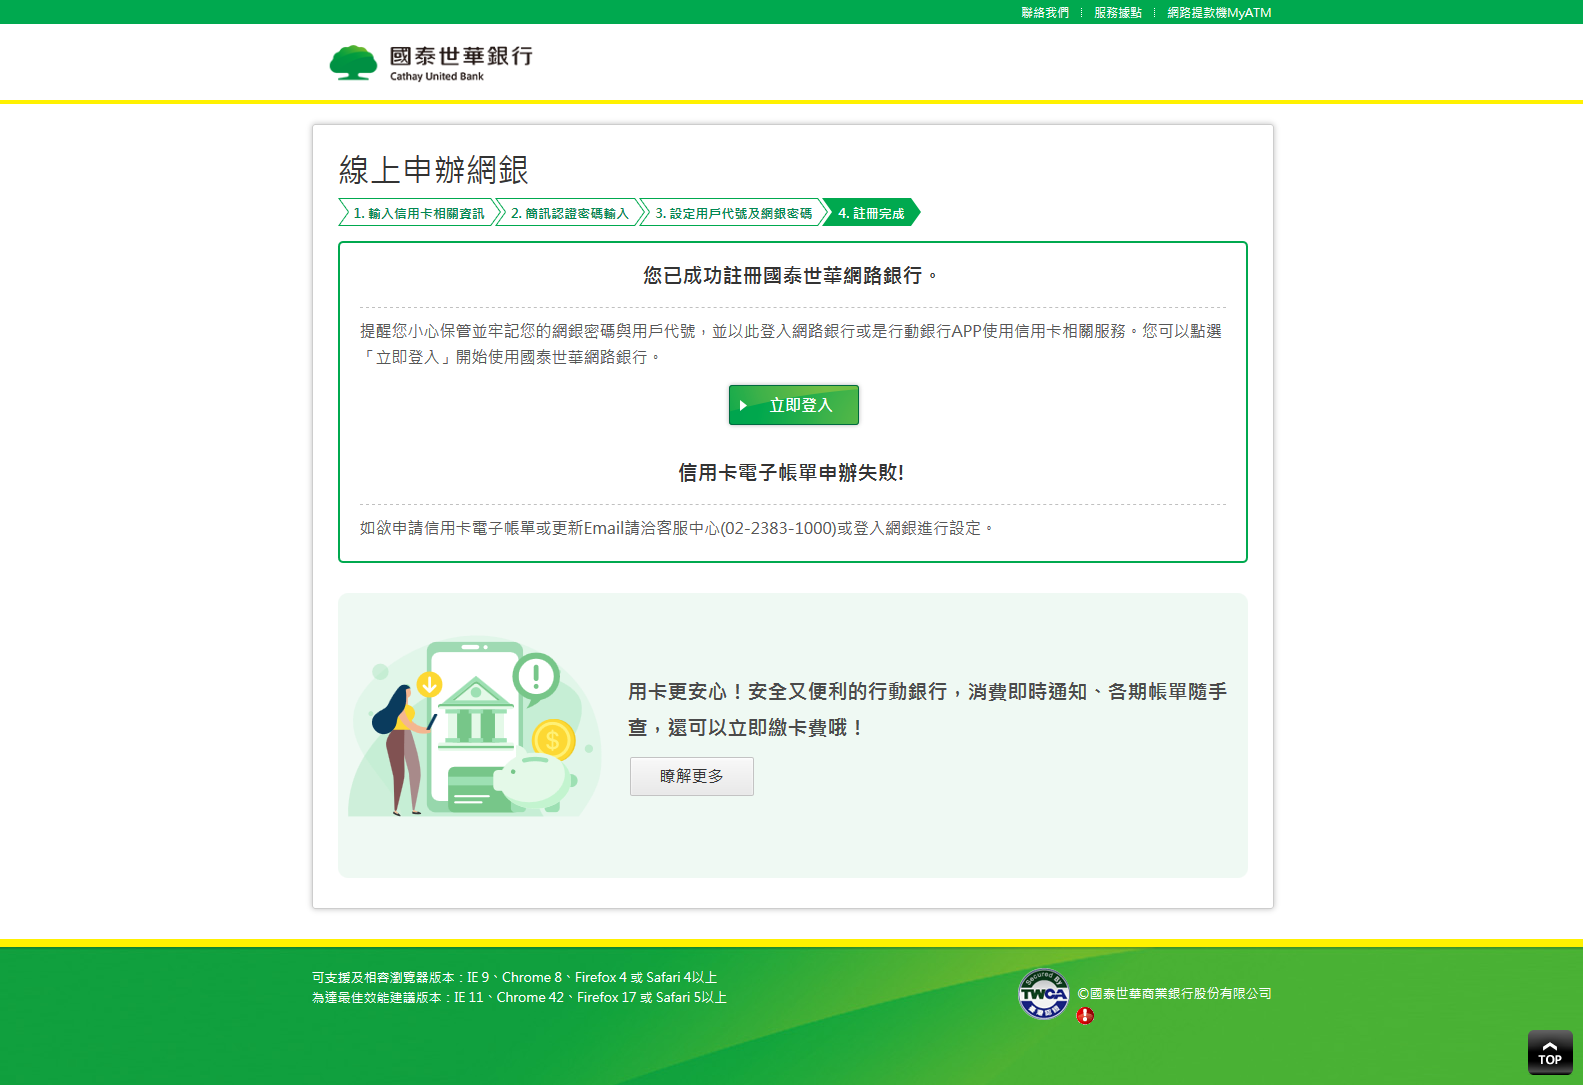 聯絡我們 ⋮ 服務據點 ⋮ 網路提款機MyATM
國泰世華銀行
Cathay United Bank
線上申辦網銀
1. 輸入信用卡相關資訊 2. 簡訊認證密碼輸入 3. 設定用戶代號及網銀密碼 4. 註冊完成
您已成功註冊國泰世華網路銀行。
提醒您小心保管並牢記您的網銀密碼與用戶代號，並以此登入網路銀行或是行動銀行APP使用信用卡相關服務。您可以點選
「立即登入」開始使用國泰世華網路銀行。
立即登入
信用卡電子帳單申辦失敗!
如欲申請信用卡電子帳單或更新Email請洽客服中心(02-2383-1000)或登入網銀進行設定。
用卡更安心！安全又便利的行動銀行，消費即時通知、各期帳單隨手
查，還可以立即繳卡費哦！
瞭解更多
可支援及相容瀏覽器版本：IE 9、Chrome 8、Firefox 4 或 Safari 4以上
為達最佳效能建議版本：IE 11、Chrome 42、Firefox 17 或 Safari 5以上
Secured By
TWCA
©國泰世華商業銀行股份有限公司
TOP